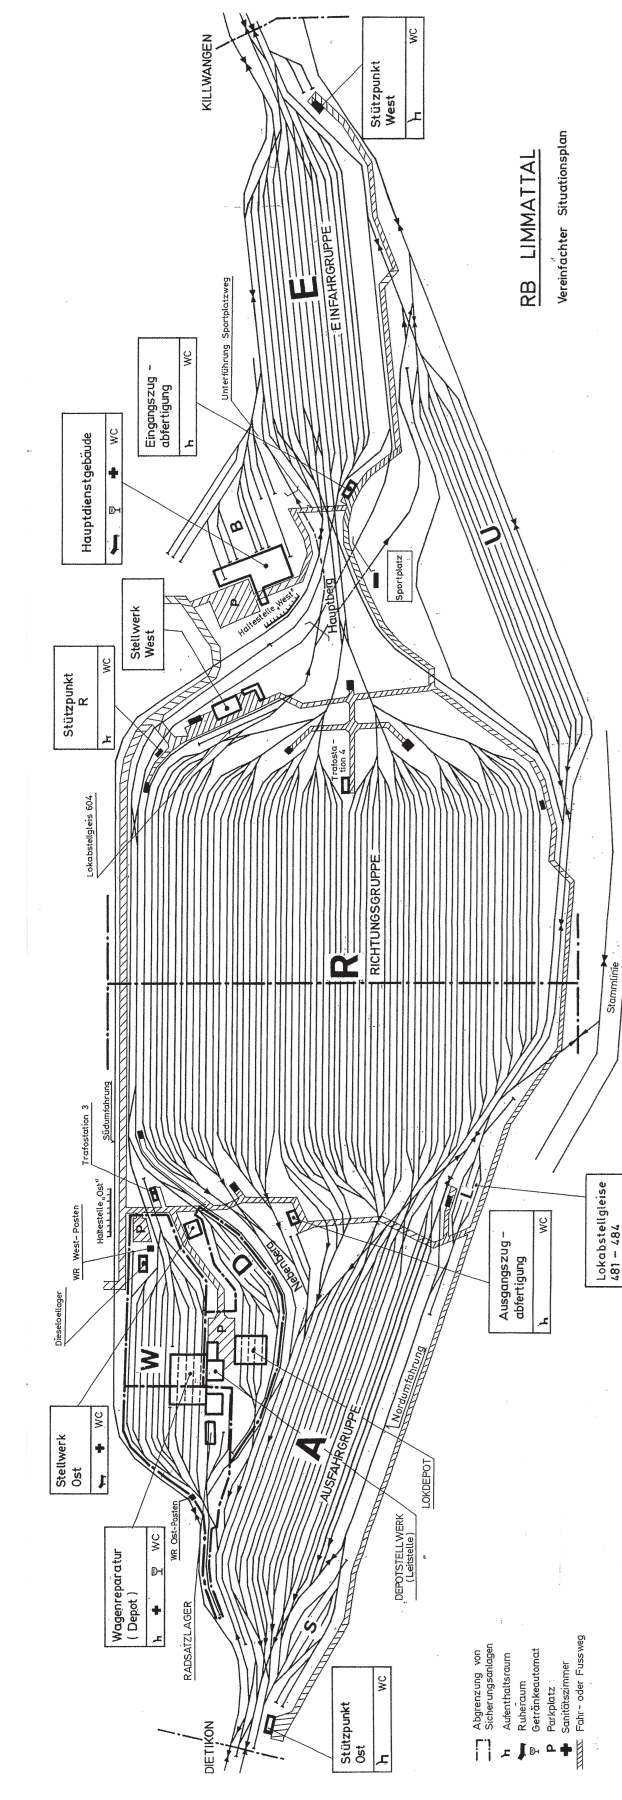 RB LIMMATTAL
Vereinfachter Situationsplan
KILLWANGEN
Stützpunkt
West
WC
E
EINFAHRGRUPPE
Unterführung Sportplatzweg
Eingangszug-
abfertigung
WC
Hauptdienstgebäude
WC
B
P
Haltestelle „West"
Hauptberg
Sportplatz
U
Stellwerk
West
Stützpunkt
R
WC
Lokabstellgleis 604
Trafosta-
tion 4
R
RICHTUNGSGRUPPE
Stammlinie
Südumfahrung
Trafostation 3
Haltestelle „Ost"
WR West-Posten
Dieseloellager
P
D
Nebenberg
L
Lokabstellgleise
481 - 484
Ausgangszug-
abfertigung
WC
W
P
Stellwerk
Ost
WC
A
AUSFAHRGRUPPE
Nordumfahrung
LOKDEPOT
DEPOTSTELLWERK
(Leitstelle)
WR Ost-Posten
Wagenreparatur
( Depot )
WC
RADSATZLAGER
S
DIETIKON
Stützpunkt
Ost
WC
Abgrenzung von
Sicherungsanlagen
Aufenthaltsraum
Ruheraum
Getränkeautomat
P Parkplatz
Sanitätszimmer
Fahr- oder Fussweg